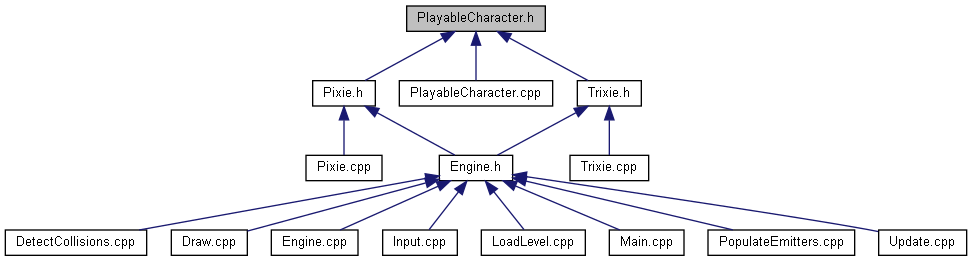 PlayableCharacter.h
Pixie.h
PlayableCharacter.cpp
Trixie.h
Pixie.cpp
Engine.h
Trixie.cpp
DetectCollisions.cpp
Draw.cpp
Engine.cpp
Input.cpp
LoadLevel.cpp
Main.cpp
PopulateEmitters.cpp
Update.cpp